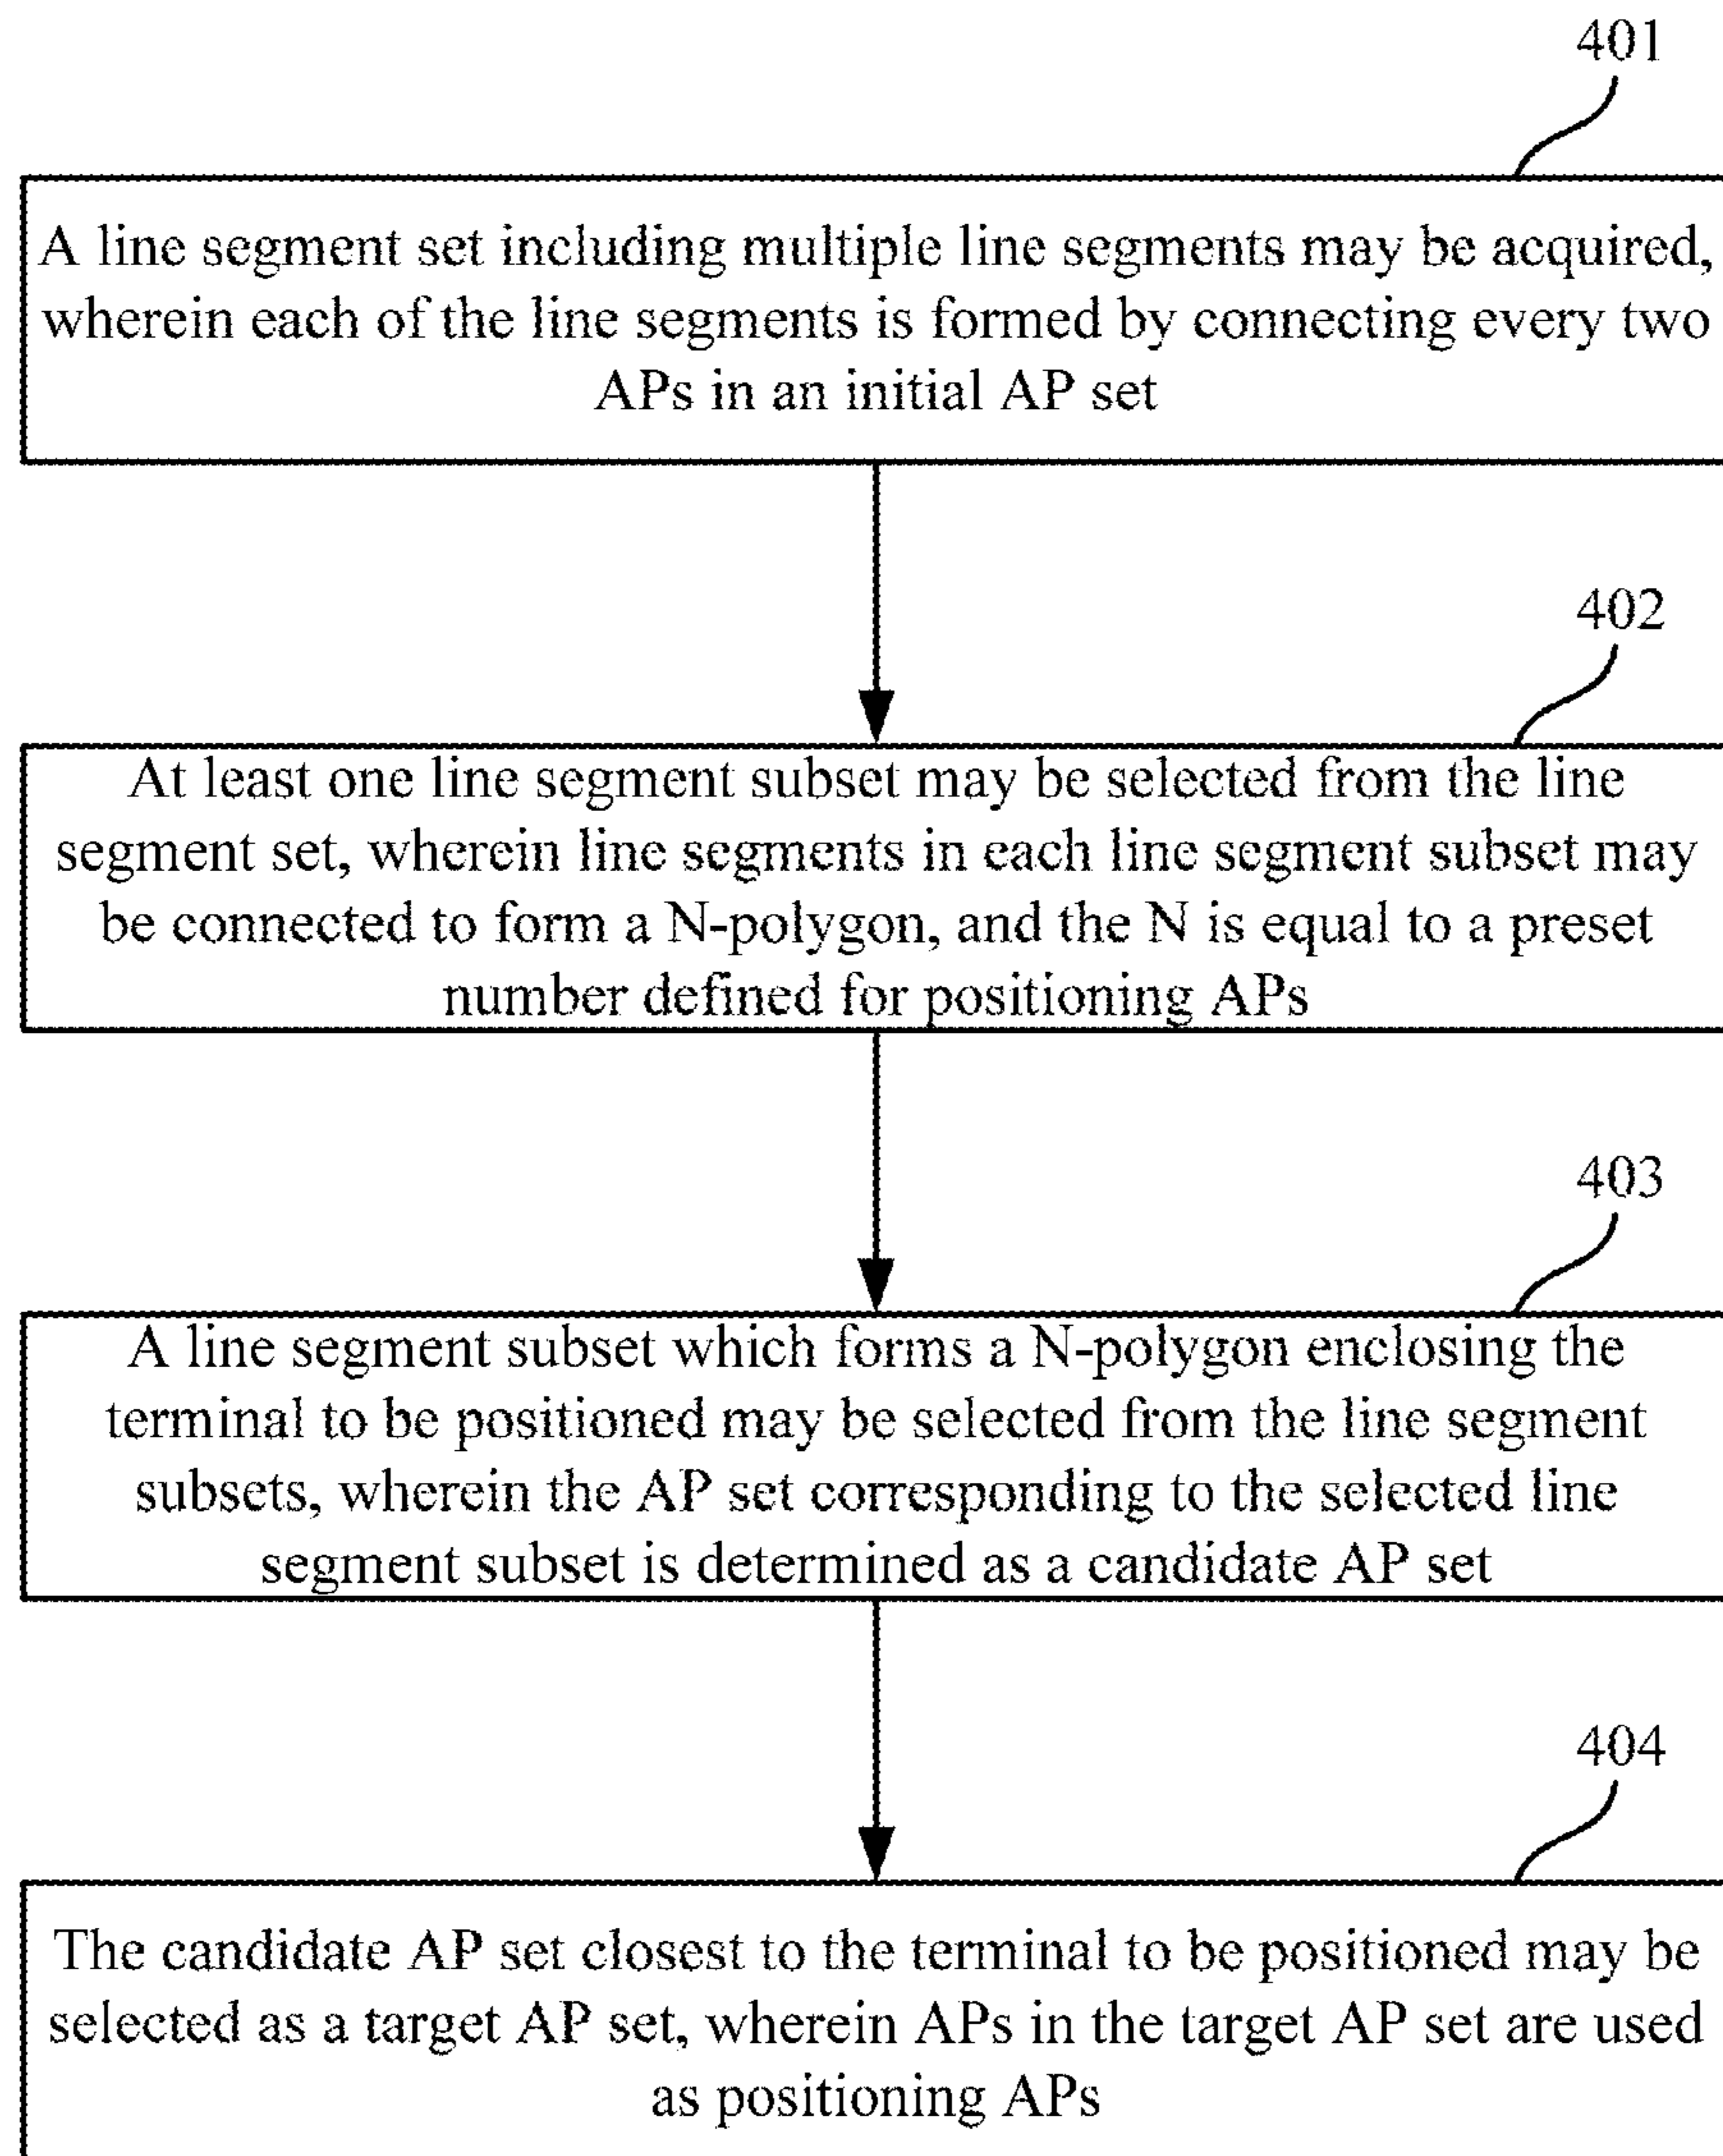 401
A line segment set including multiple line segments may be acquired,
wherein each of the line segments is formed by connecting every two
APs in an initial AP set
402
At least one line segment subset may be selected from the line
segment set, wherein line segments in each line segment subset may
be connected to form a N-polygon, and the N is equal to a preset
number defined for positioning APs
403
A line segment subset which forms a N-polygon enclosing the
terminal to be positioned may be selected from the line segment
subsets, wherein the AP set corresponding to the selected line
segment subset is determined as a candidate AP set
404
The candidate AP set closest to the terminal to be positioned may be
selected as a target AP set, wherein APs in the target AP set are used
as positioning APs